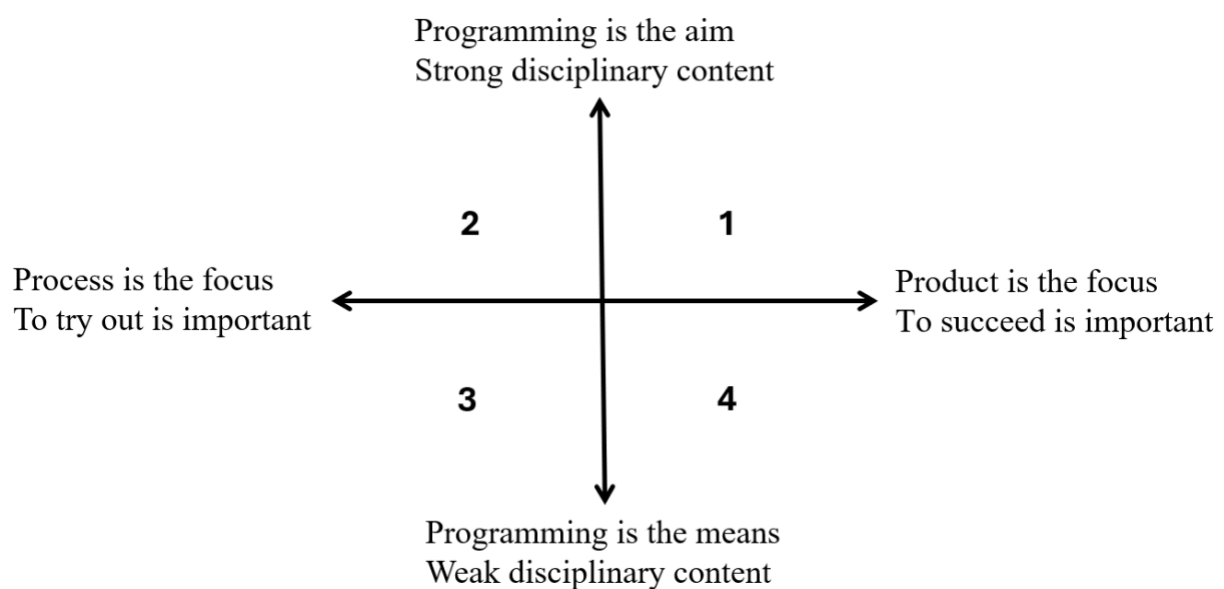 Programming is the aim
Strong disciplinary content
2
1
Process is the focus
To try out is important
Product is the focus
To succeed is important
3
4
Programming is the means
Weak disciplinary content